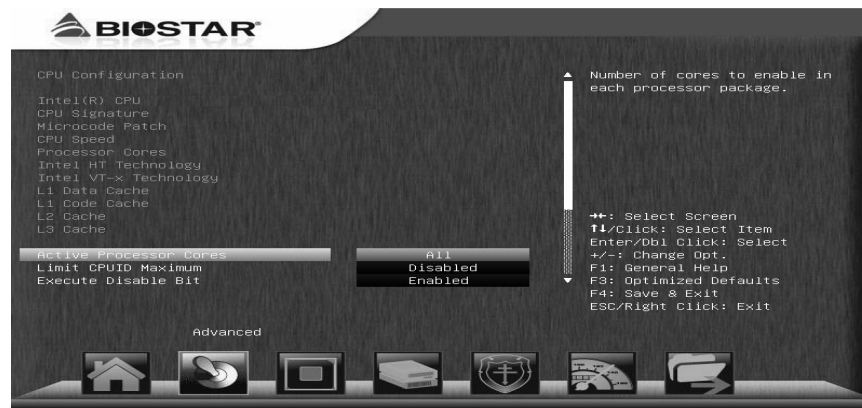 BIOSTAR
CPU Configuration
Intel(R) CPU
CPU Signature
Microcode Patch
CPU Speed
Processor Cores
Intel HT Technology
Intel VT-x Technology
L1 Data Cache
L1 Code Cache
L2 Cache
L3 Cache
Active Processor Cores All
Limit CPUID Maximum Disabled
Execute Disable Bit Enabled
Number of cores to enable in
each processor package.
→←: Select Screen
↑↓/Click: Select Item
Enter/Dbl Click: Select
+/-: Change Opt.
F1: General Help
F3: Optimized Defaults
F4: Save & Exit
ESC/Right Click: Exit
Advanced